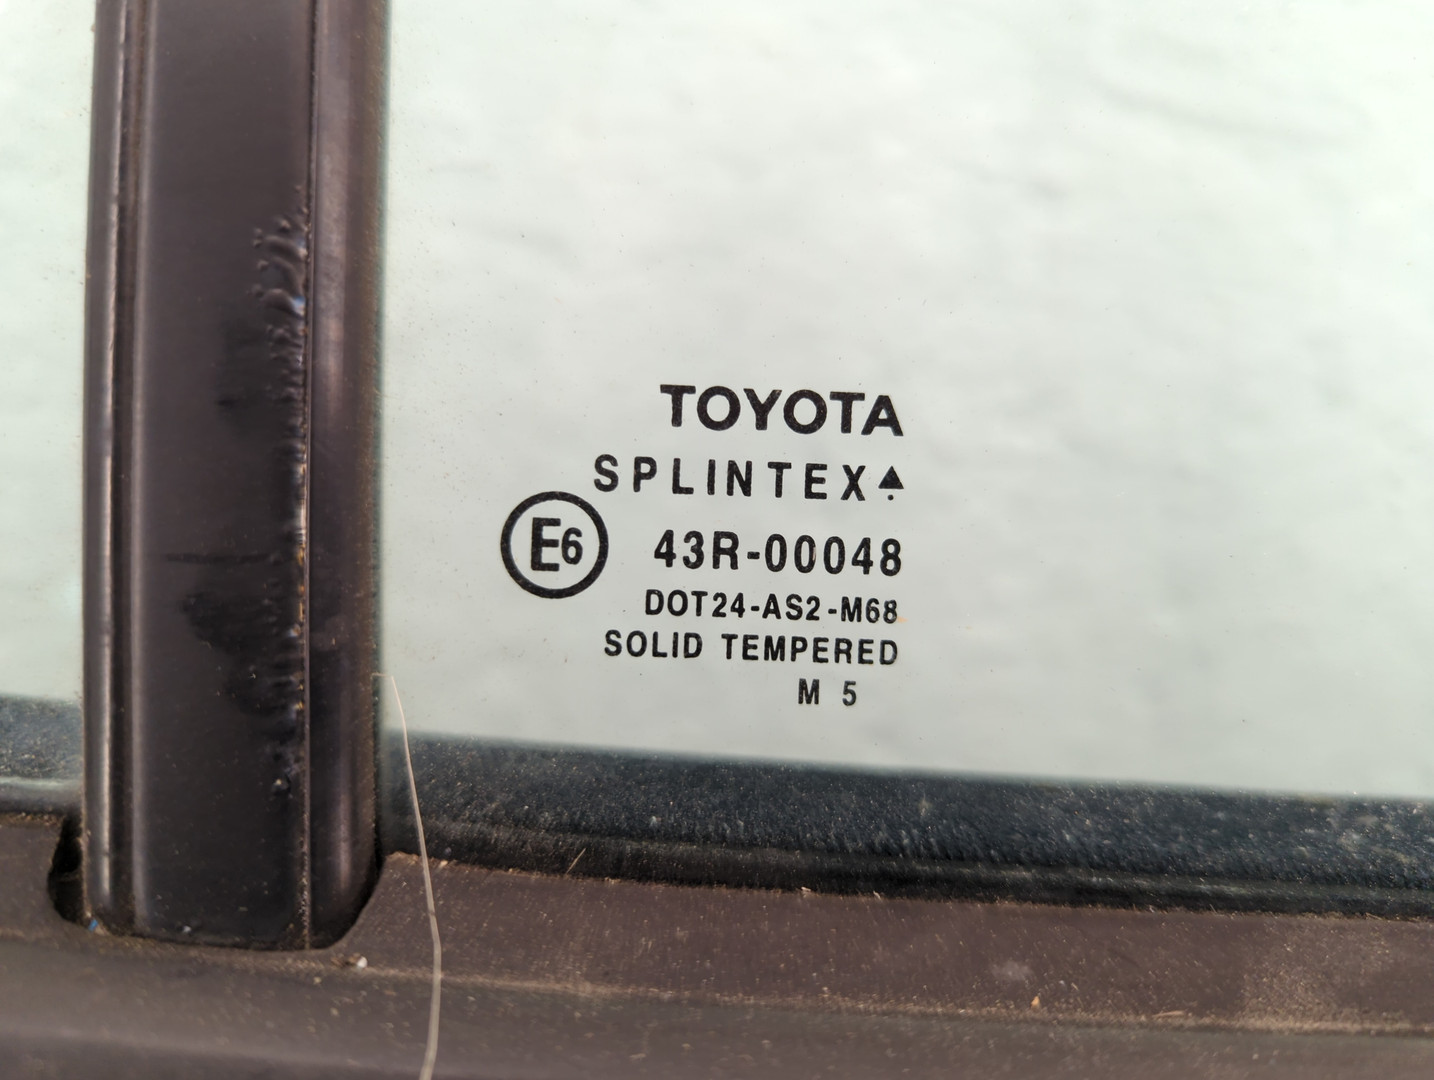 TOYOTA
SPLINTEX
E6 43R-00048
DOT24-AS2-M68
SOLID TEMPERED
M 5